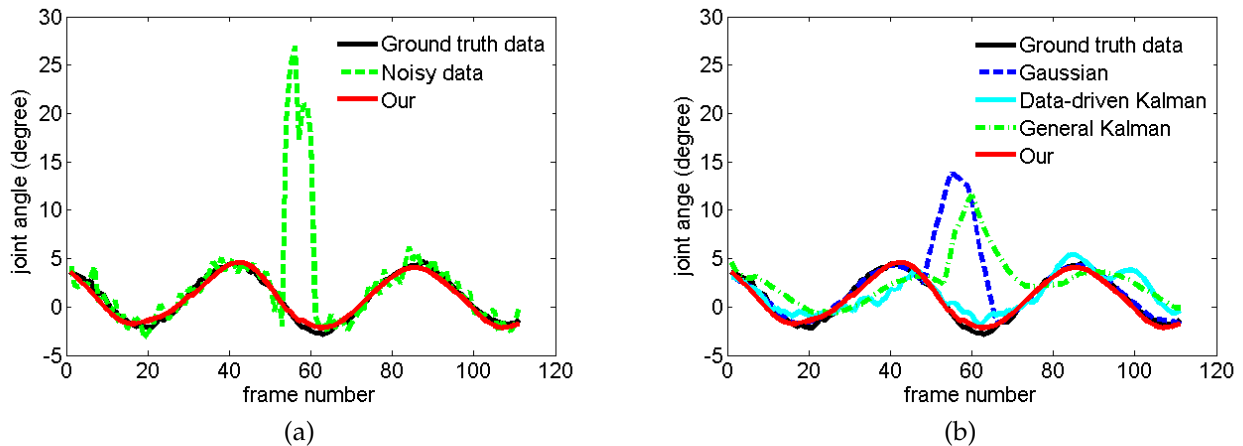 30
25
20
15
10
5
0
-5
joint angle (degree)
Ground truth data
Noisy data
Our
0 20 40 60 80 100 120
frame number
(a)
30
25
20
15
10
5
0
-5
joint ange (degree)
Ground truth data
Gaussian
Data-driven Kalman
General Kalman
Our
0 20 40 60 80 100 120
frame number
(b)